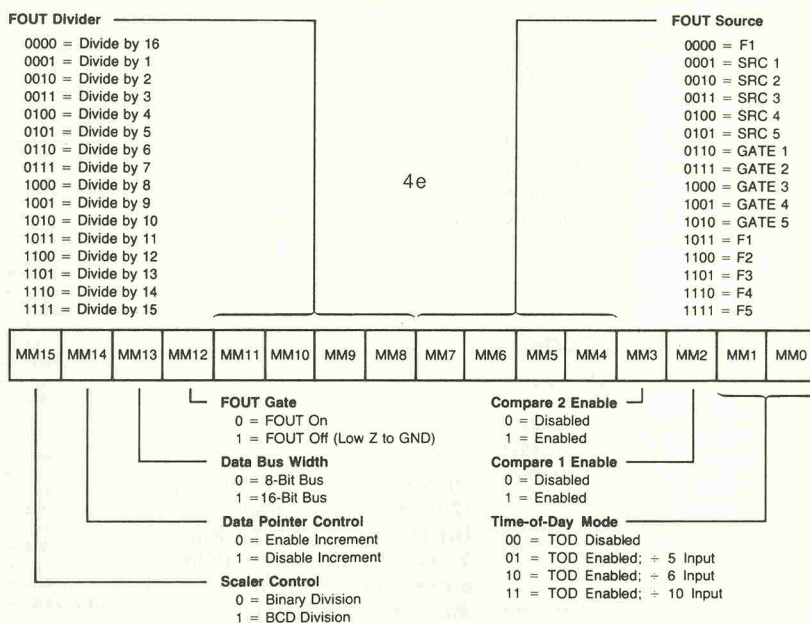 FOUT Divider
0000 = Divide by 16
0001 = Divide by 1
0010 = Divide by 2
0011 = Divide by 3
0100 = Divide by 4
0101 = Divide by 5
0110 = Divide by 6
0111 = Divide by 7
1000 = Divide by 8
1001 = Divide by 9
1010 = Divide by 10
1011 = Divide by 11
1100 = Divide by 12
1101 = Divide by 13
1110 = Divide by 14
1111 = Divide by 15
4e
FOUT Source
0000 = F1
0001 = SRC 1
0010 = SRC 2
0011 = SRC 3
0100 = SRC 4
0101 = SRC 5
0110 = GATE 1
0111 = GATE 2
1000 = GATE 3
1001 = GATE 4
1010 = GATE 5
1011 = F1
1100 = F2
1101 = F3
1110 = F4
1111 = F5
MM15 MM14 MM13 MM12 MM11 MM10 MM9 MM8 MM7 MM6 MM5 MM4 MM3 MM2 MM1 MM0
FOUT Gate
0 = FOUT On
1 = FOUT Off (Low Z to GND)
Data Bus Width
0 = 8-Bit Bus
1 =16-Bit Bus
Data Pointer Control
0 = Enable Increment
1 = Disable Increment
Scaler Control
0 = Binary Division
1 = BCD Division
Compare 2 Enable
0 = Disabled
1 = Enabled
Compare 1 Enable
0 = Disabled
1 = Enabled
Time-of-Day Mode
00 = TOD Disabled
01 = TOD Enabled; ÷ 5 Input
10 = TOD Enabled; ÷ 6 Input
11 = TOD Enabled; ÷ 10 Input